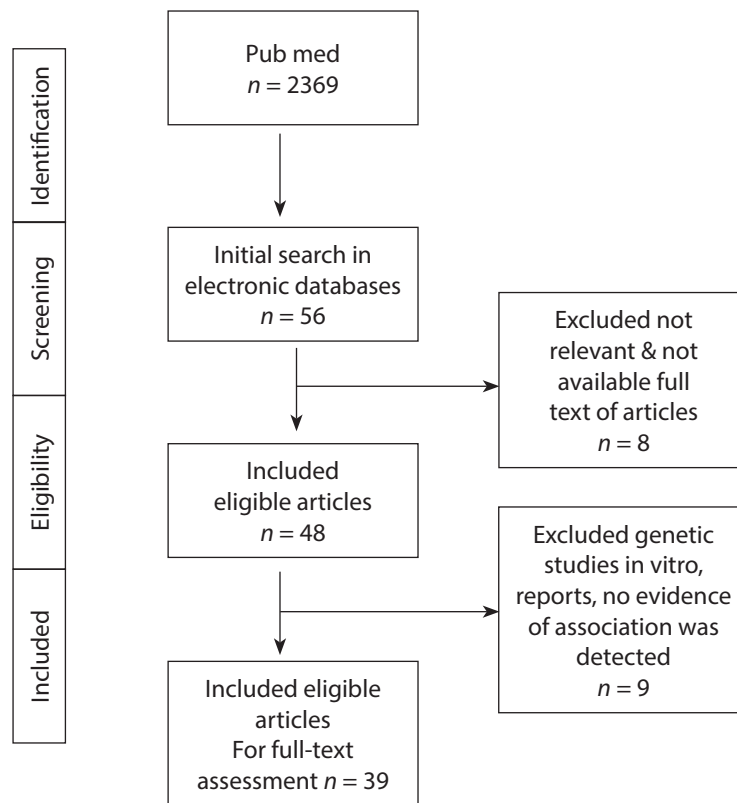 Identification
Pub med
n = 2369
Screening
Initial search in
electronic databases
n = 56
Excluded not
relevant & not
available full
text of articles
n = 8
Eligibility
Included
eligible articles
n = 48
Excluded genetic
studies in vitro,
reports, no evidence
of association was
detected
n = 9
Included
Included eligible
articles
For full-text
assessment n = 39